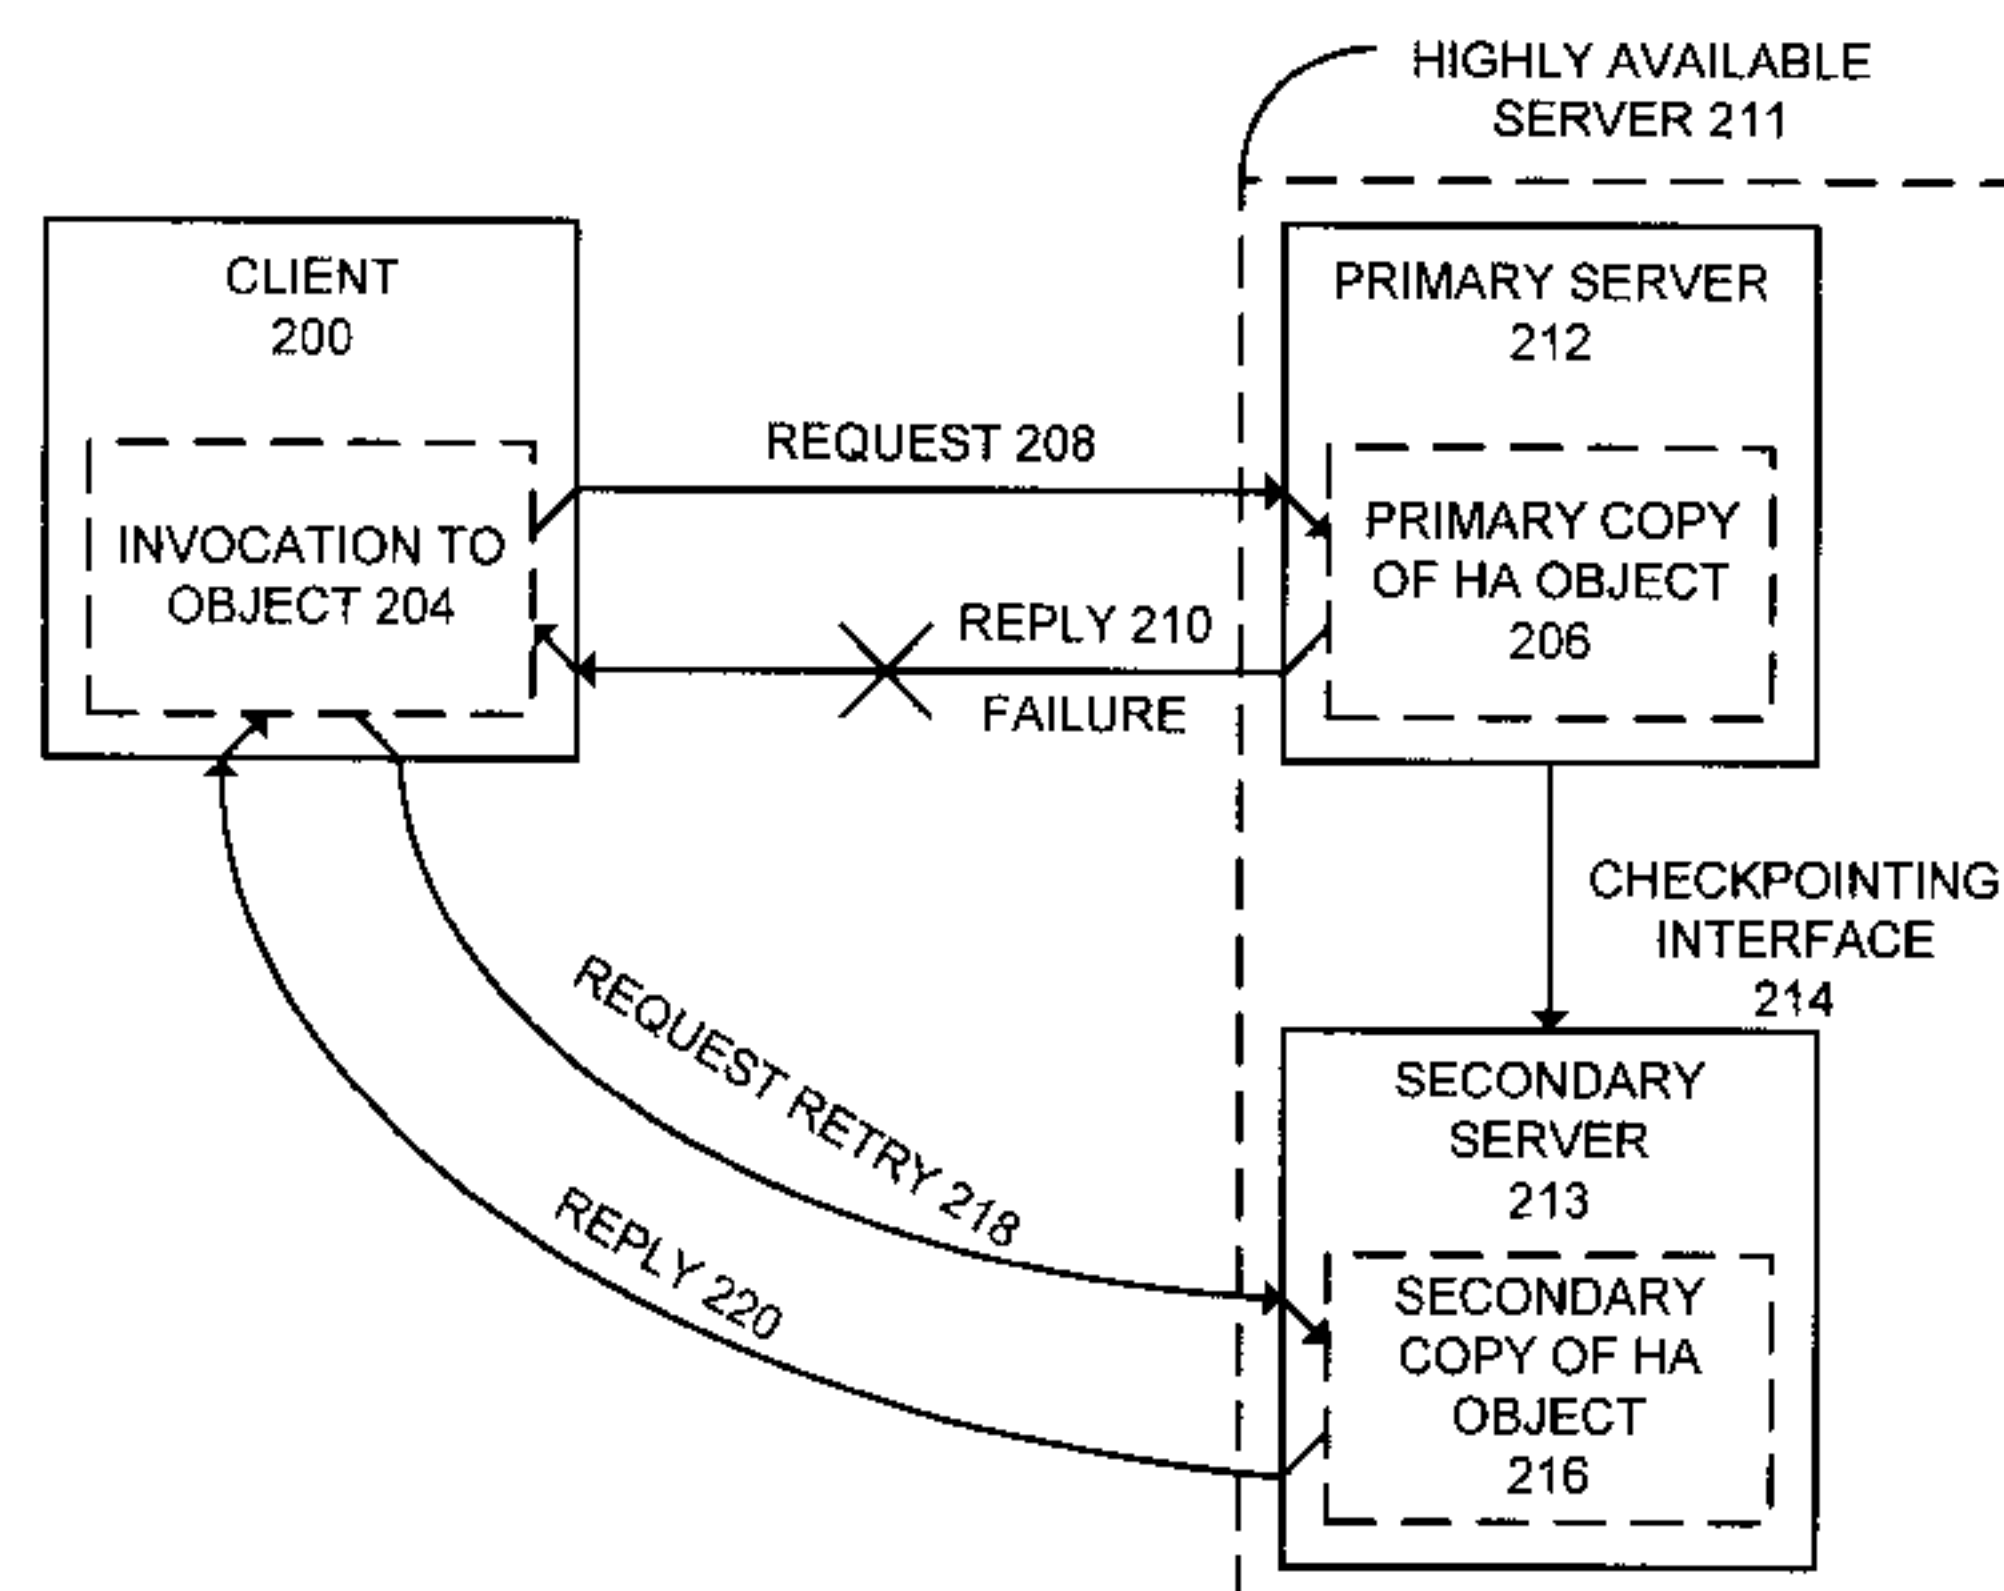 HIGHLY AVAILABLE
SERVER 211
CLIENT
200
PRIMARY SERVER
212
REQUEST 208
INVOCATION TO
OBJECT 204
PRIMARY COPY
OF HA OBJECT
206
REPLY 210
FAILURE
CHECKPOINTING
INTERFACE
214
REQUEST RETRY 218
REPLY 220
SECONDARY
SERVER
213
SECONDARY
COPY OF HA
OBJECT
216